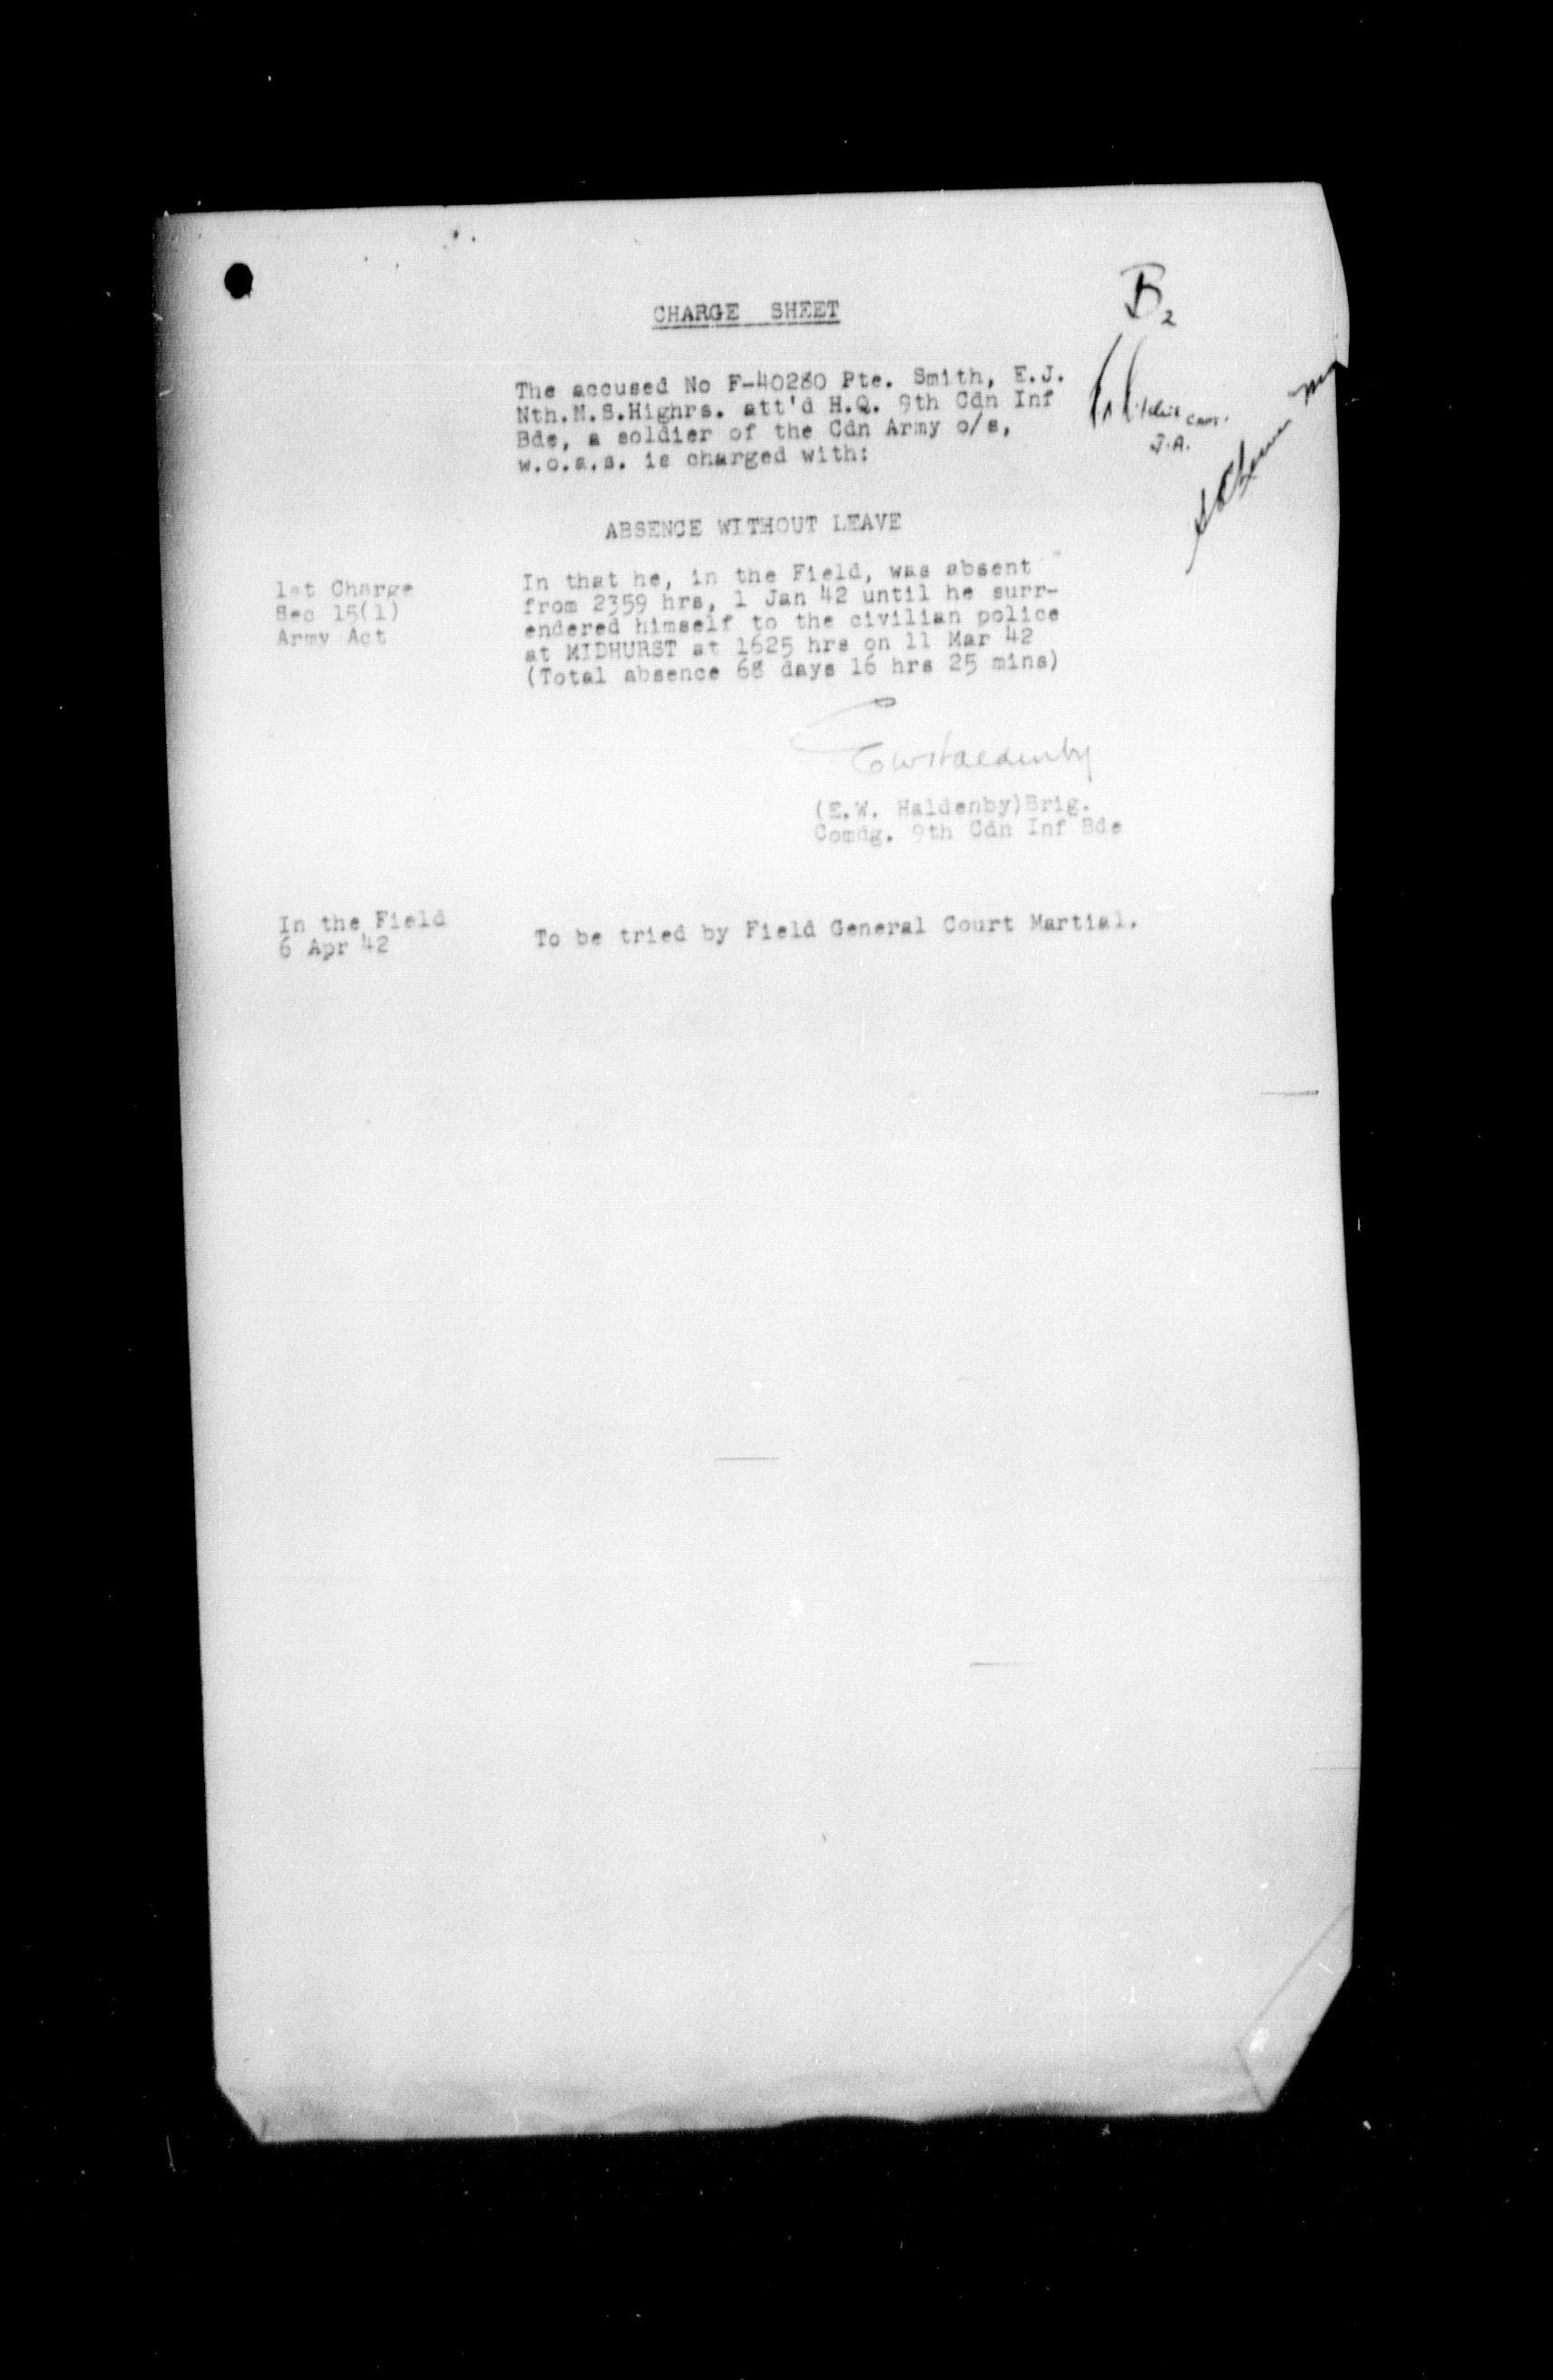 B2
CHARGE SHEET
The accused No F-40280 Pte. Smith, E.J.
Nth.N.S.Highrs. att'd H.Q. 9th Cdn Inf
Bde, a soldier of the Cdn Army o/s,
w.o.a.s. is charged with:
Capt.
J.A.
ABSENCE WITHOUT LEAVE
1st Charge
Sec 15(1)
Army Act
In that he, in the Field, was absent
from 2359 hrs, 1 Jan 42 until he surr-
endered himself to the civilian police
at MIDHURST at 1625 hrs on 11 Mar 42
(Total absence 68 days 16 hrs 25 mins)
EWHaldenby
(E.W. Haldenby)Brig.
Comdg. 9th Cdn Inf Bde
In the Field
6 Apr 42
To be tried by Field General Court Martial.